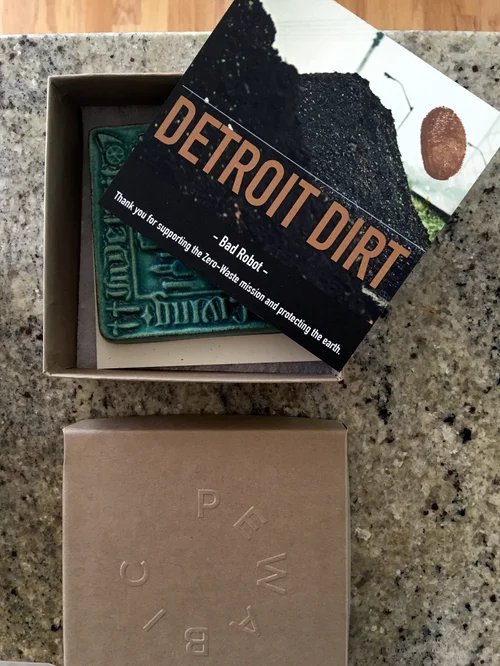 DETROIT DIRT
- Bad Robot -
Thank you for supporting the Zero-Waste mission and protecting the earth.
PEWABIC